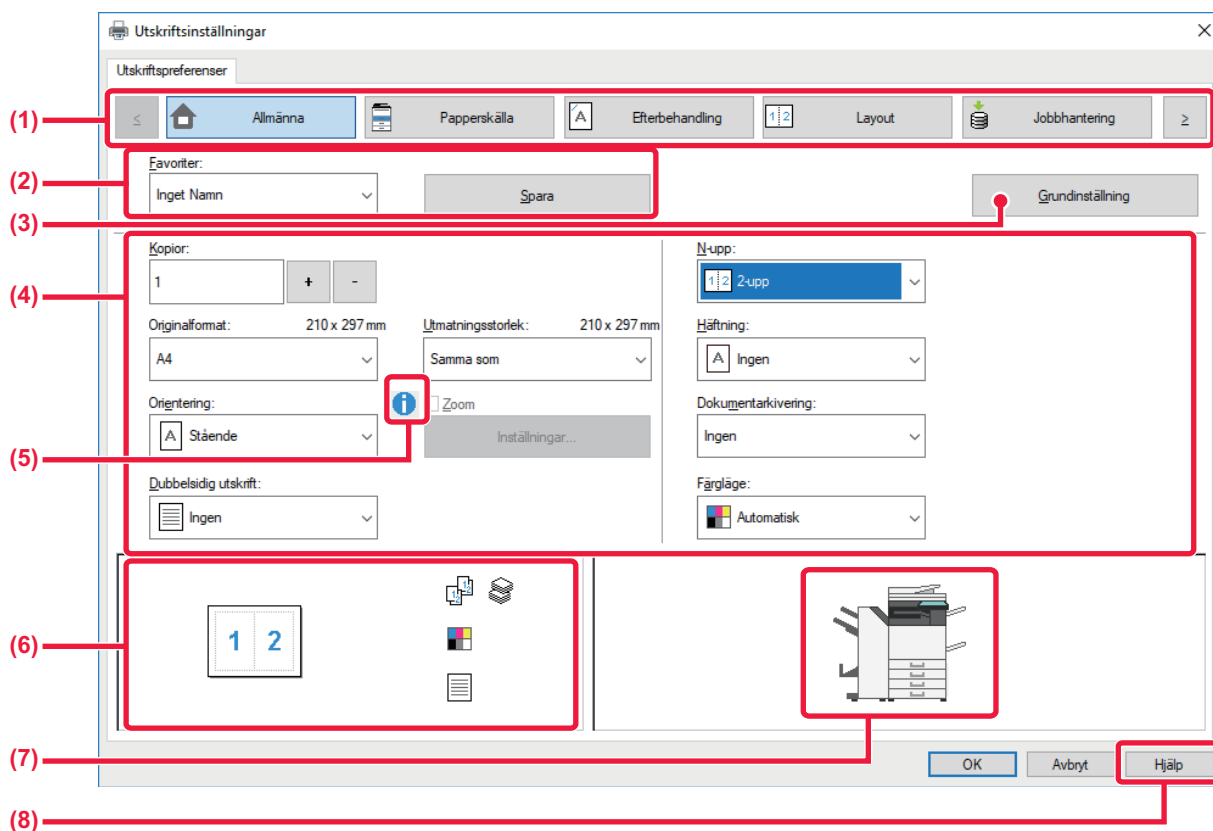 Utskriftsinställningar
Utskriftspreferenser
(1)
< Allmänna Papperskälla Efterbehandling Layout Jobbhantering >
(2)
Favoriter:
Inget Namn Spara Grundinställning
(3)
(4)
Kopior: N-upp:
1 + - 1 2 2-upp
Originalformat: 210 x 297 mm Utmatningsstorlek: 210 x 297 mm Häftning:
A4 Samma som A Ingen
Orientering: Zoom Dokumentarkivering:
A Stående Inställningar... Ingen
(5)
Dubbelsidig utskrift: Färgläge:
Ingen Automatisk
(6)
1 2
(7)
OK Avbryt Hjälp
(8)